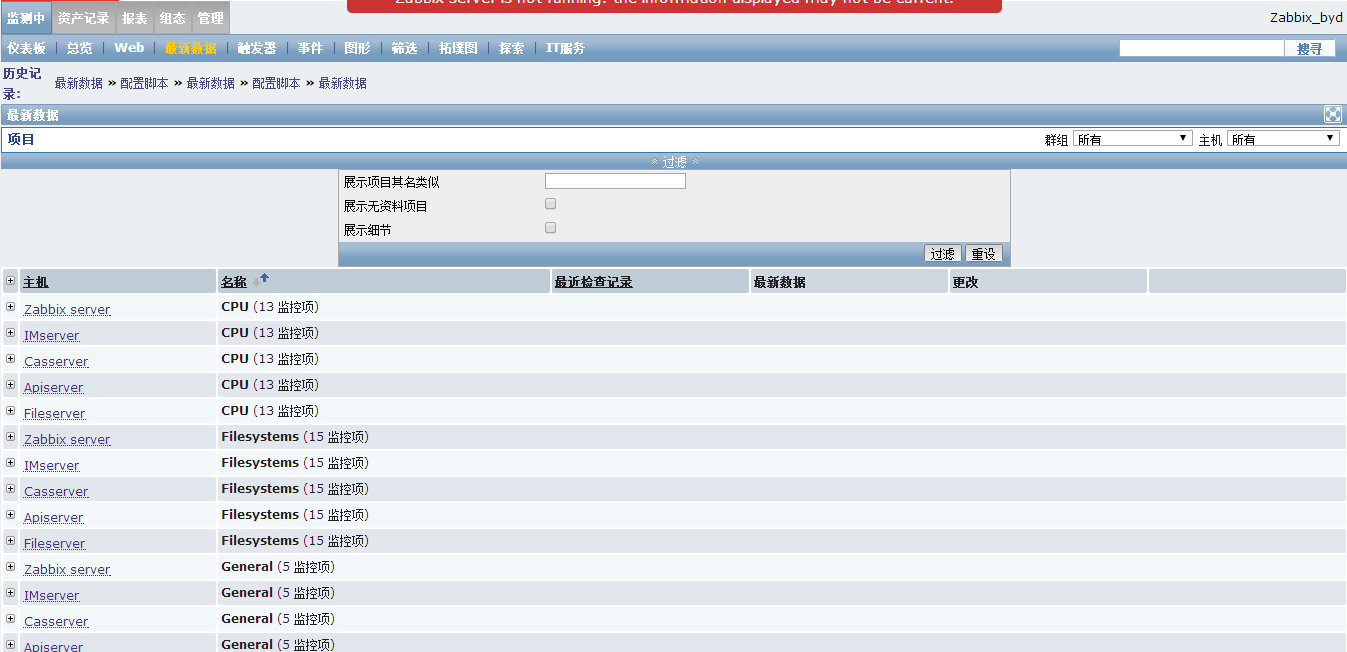 Zabbix server is not running: the information displayed may not be current.
监测中 资产记录 报表 组态 管理
Zabbix_byd
仪表板 | 总览 | Web | 最新数据 | 触发器 | 事件 | 图形 | 筛选 | 拓墣图 | 探索 | IT服务 搜寻
历史记录: 最新数据 » 配置脚本 » 最新数据 » 配置脚本 » 最新数据
最新数据
项目 群组 所有 主机 所有
过滤
展示项目其名类似
展示无资料项目
展示细节
过滤 重设
主机 名称 最近检查记录 最新数据 更改
Zabbix server CPU (13 监控项)
IMserver CPU (13 监控项)
Casserver CPU (13 监控项)
Apiserver CPU (13 监控项)
Fileserver CPU (13 监控项)
Zabbix server Filesystems (15 监控项)
IMserver Filesystems (15 监控项)
Casserver Filesystems (15 监控项)
Apiserver Filesystems (15 监控项)
Fileserver Filesystems (15 监控项)
Zabbix server General (5 监控项)
IMserver General (5 监控项)
Casserver General (5 监控项)
Apiserver General (5 监控项)